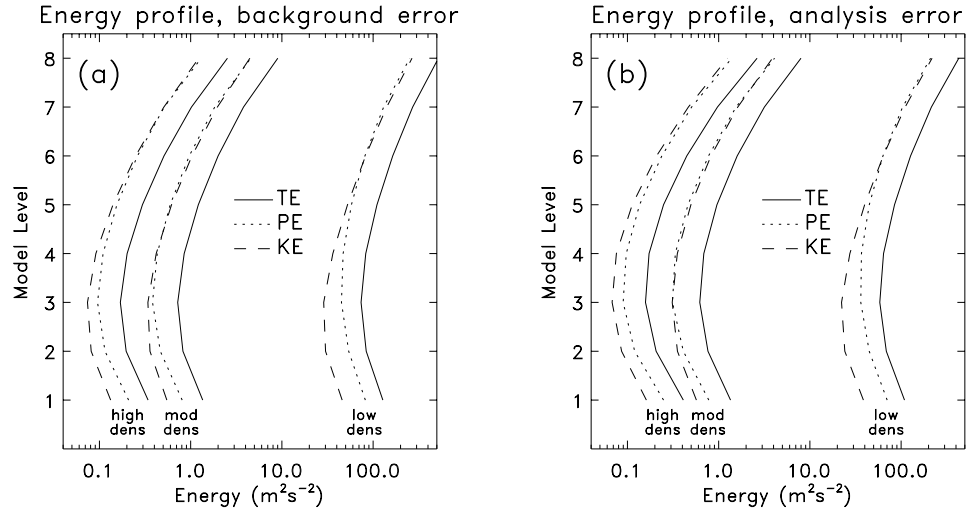 Energy profile, background error
(a)
8
7
6
5
4
3
2
1
Model Level
TE
PE
KE
high dens
mod dens
low dens
0.1 1.0 10.0 100.0
Energy (m²s⁻²)
Energy profile, analysis error
(b)
8
7
6
5
4
3
2
1
Model Level
TE
PE
KE
high dens
mod dens
low dens
0.1 1.0 10.0 100.0
Energy (m²s⁻²)